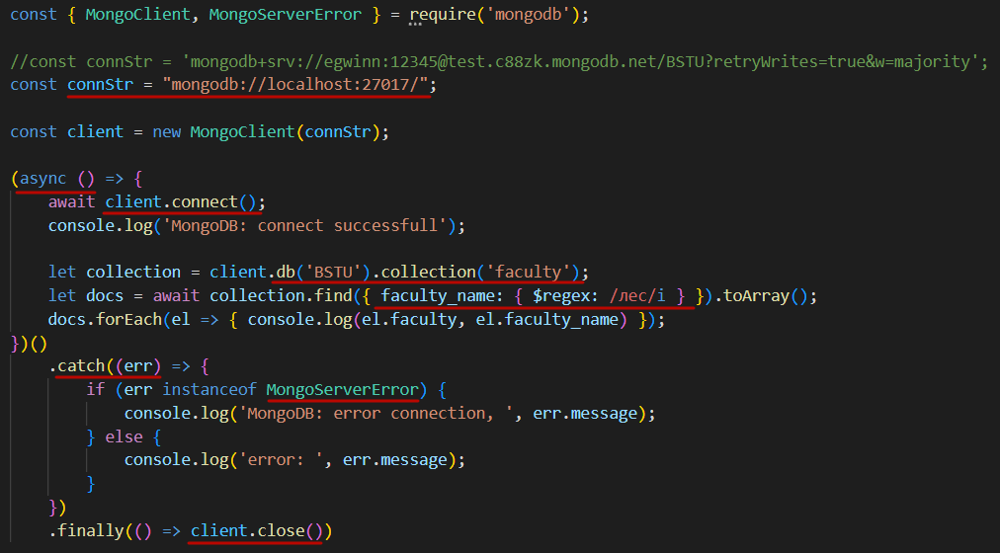 const { MongoClient, MongoServerError } = require('mongodb');
//const connStr = 'mongodb+srv://egwinn:12345@test.c88zk.mongodb.net/BSTU?retryWrites=true&w=majority';
const connStr = "mongodb://localhost:27017/";
const client = new MongoClient(connStr);
(async () => {
await client.connect();
console.log('MongoDB: connect successfull');
let collection = client.db('BSTU').collection('faculty');
let docs = await collection.find({ faculty_name: { $regex: /лес/i } }).toArray();
docs.forEach(el => { console.log(el.faculty, el.faculty_name) });
})()
.catch((err) => {
if (err instanceof MongoServerError) {
console.log('MongoDB: error connection, ', err.message);
} else {
console.log('error: ', err.message);
}
})
.finally(() => client.close())